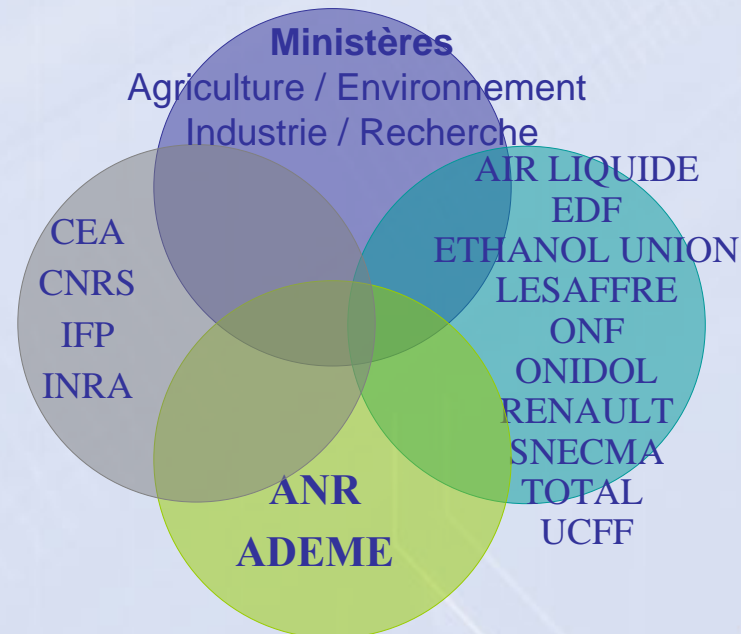 Ministères
Agriculture / Environnement
Industrie / Recherche
CEA
CNRS
IFP
INRA
AIR LIQUIDE
EDF
ETHANOL UNION
LESAFFRE
ONF
ONIDOL
RENAULT
SNECMA
TOTAL
UCFF
ANR
ADEME